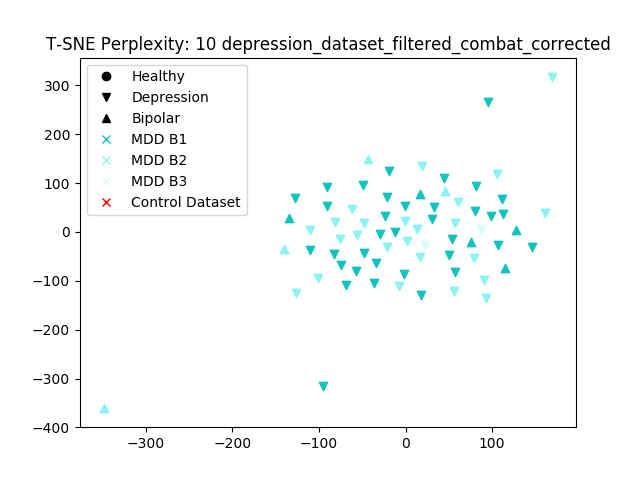 T-SNE Perplexity: 10 depression_dataset_filtered_combat_corrected
Healthy
Depression
Bipolar
MDD B1
MDD B2
MDD B3
Control Dataset
300
200
100
0
−100
−200
−300
−400
−300 −200 −100 0 100